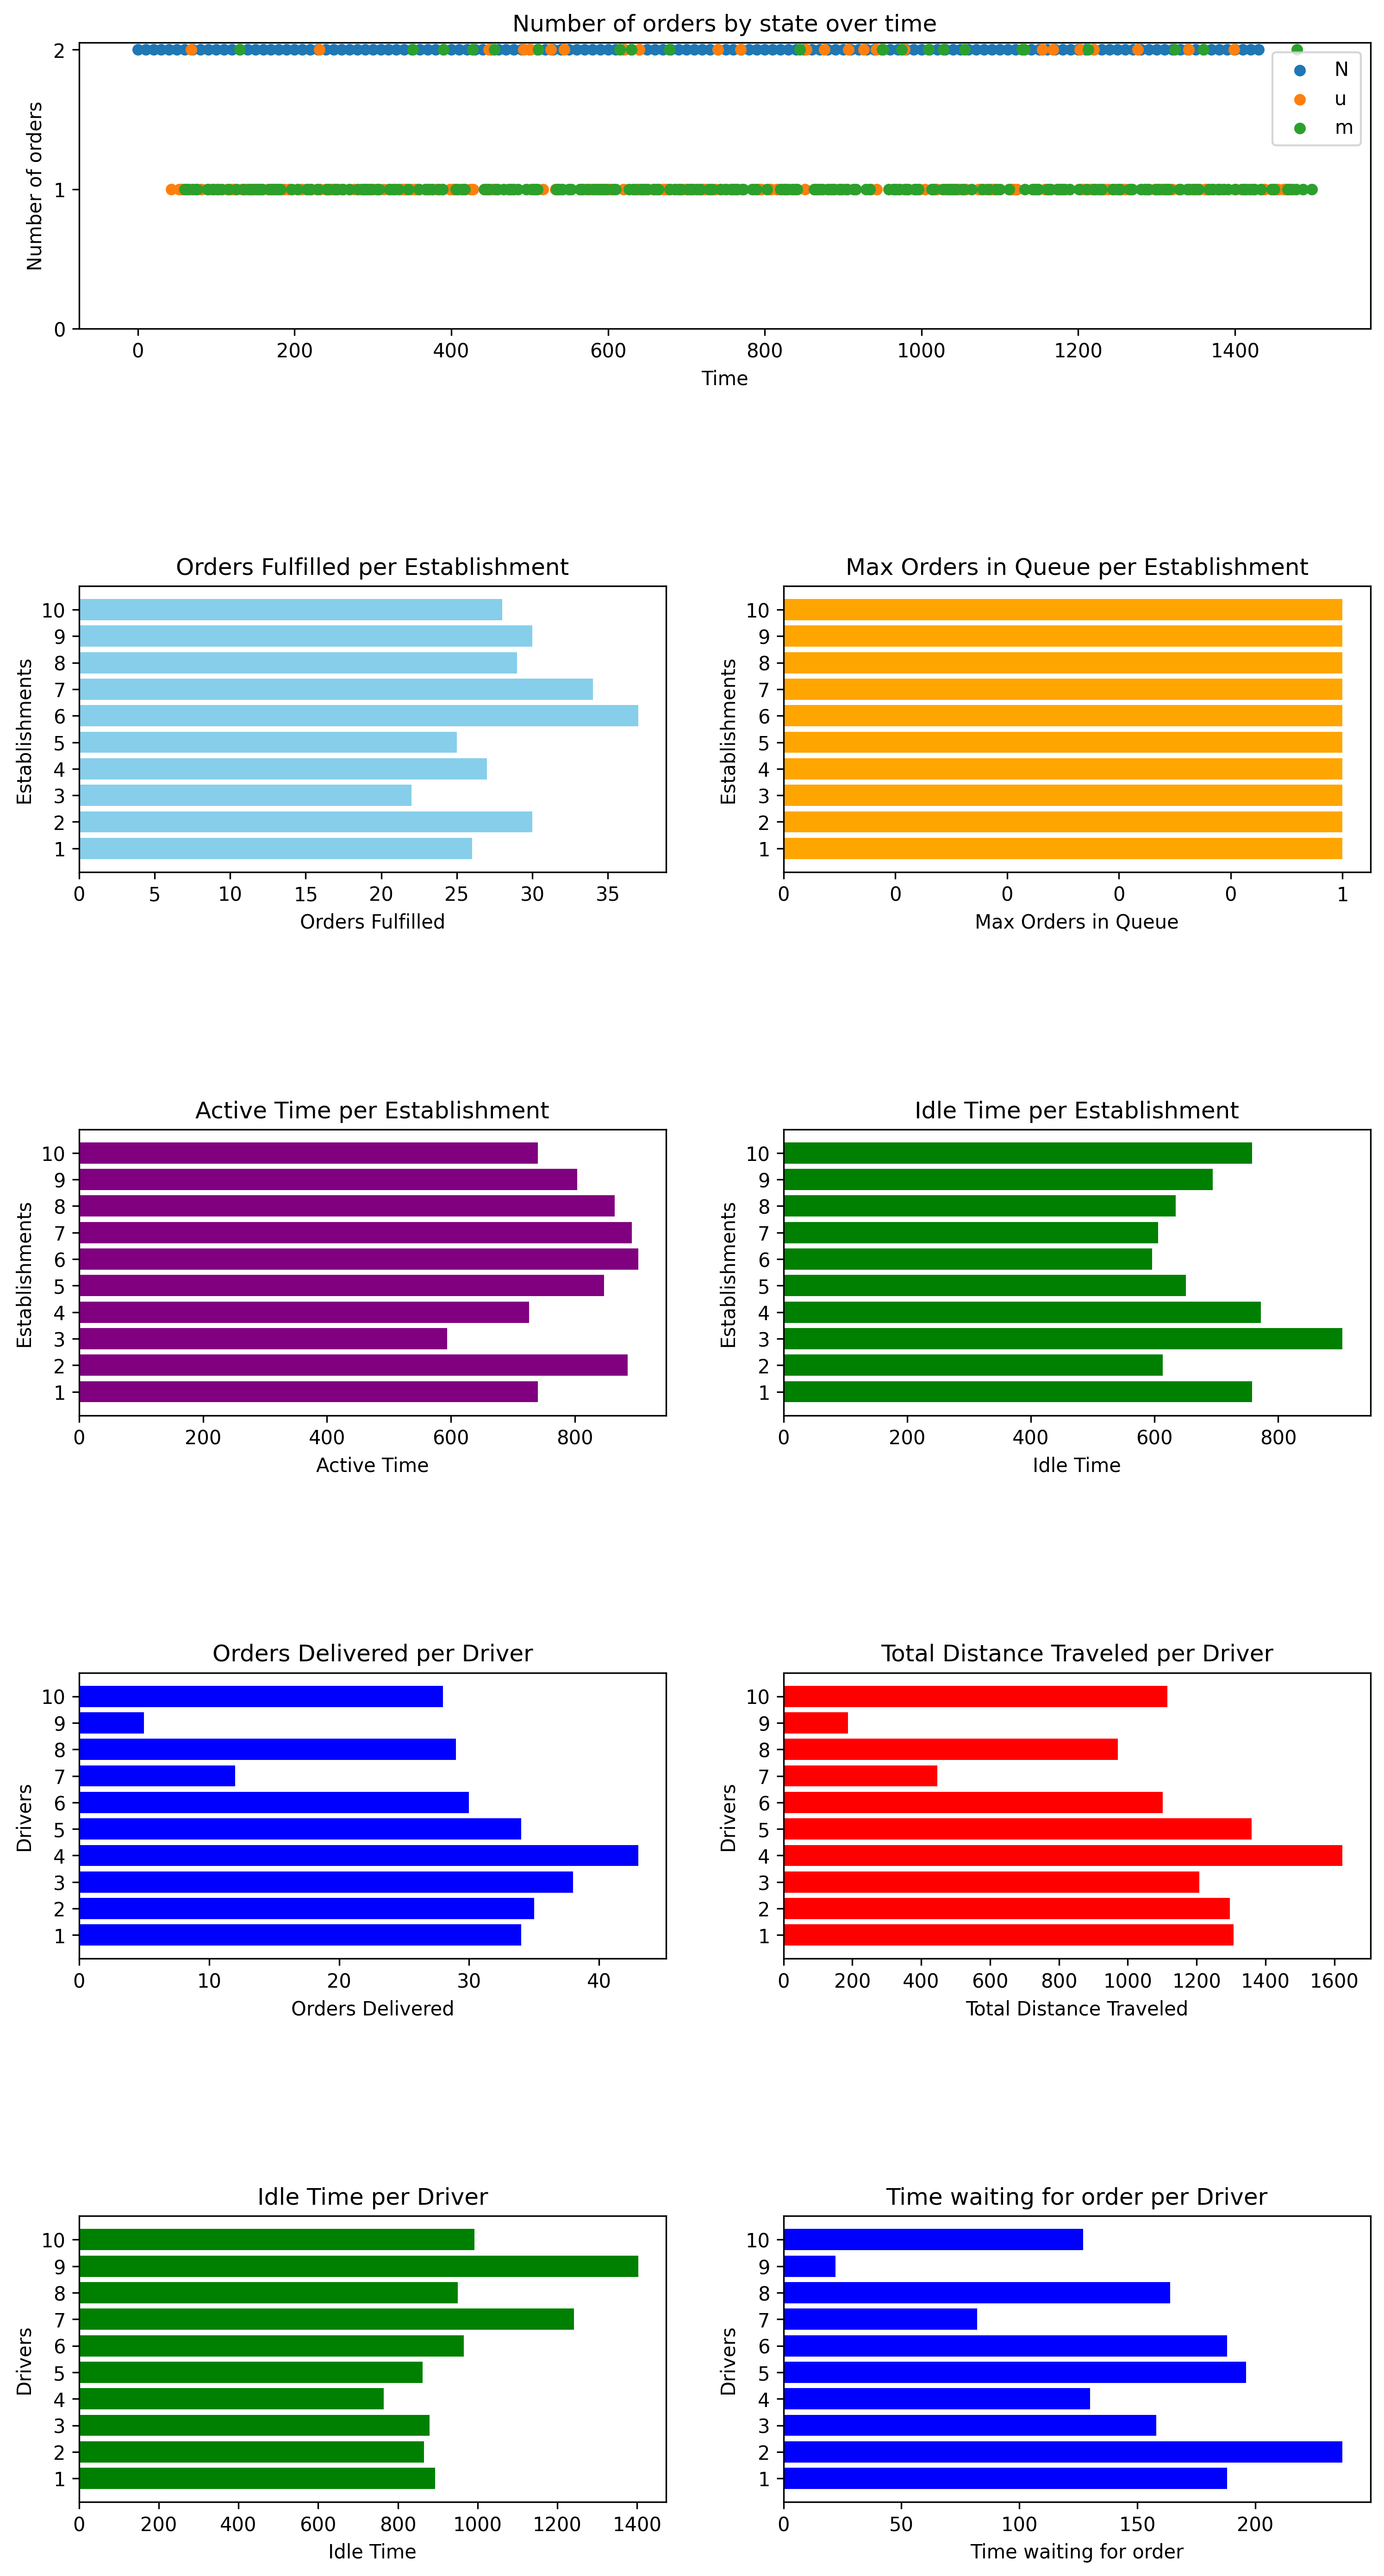 Number of orders by state over time
Number of orders
2
1
0
N
u
m
0 200 400 600 800 1000 1200 1400
Time
Orders Fulfilled per Establishment
Establishments
10
9
8
7
6
5
4
3
2
1
0 5 10 15 20 25 30 35
Orders Fulfilled
Max Orders in Queue per Establishment
Establishments
10
9
8
7
6
5
4
3
2
1
0 0 0 0 0 1
Max Orders in Queue
Active Time per Establishment
Establishments
10
9
8
7
6
5
4
3
2
1
0 200 400 600 800
Active Time
Idle Time per Establishment
Establishments
10
9
8
7
6
5
4
3
2
1
0 200 400 600 800
Idle Time
Orders Delivered per Driver
Drivers
10
9
8
7
6
5
4
3
2
1
0 10 20 30 40
Orders Delivered
Total Distance Traveled per Driver
Drivers
10
9
8
7
6
5
4
3
2
1
0 200 400 600 800 1000 1200 1400 1600
Total Distance Traveled
Idle Time per Driver
Drivers
10
9
8
7
6
5
4
3
2
1
0 200 400 600 800 1000 1200 1400
Idle Time
Time waiting for order per Driver
Drivers
10
9
8
7
6
5
4
3
2
1
0 50 100 150 200
Time waiting for order